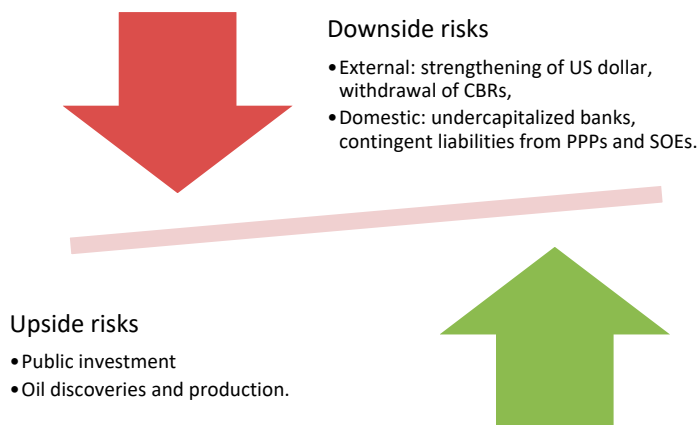 Downside risks
•External: strengthening of US dollar,
withdrawal of CBRs,
•Domestic: undercapitalized banks,
contingent liabilities from PPPs and SOEs.
Upside risks
•Public investment
•Oil discoveries and production.